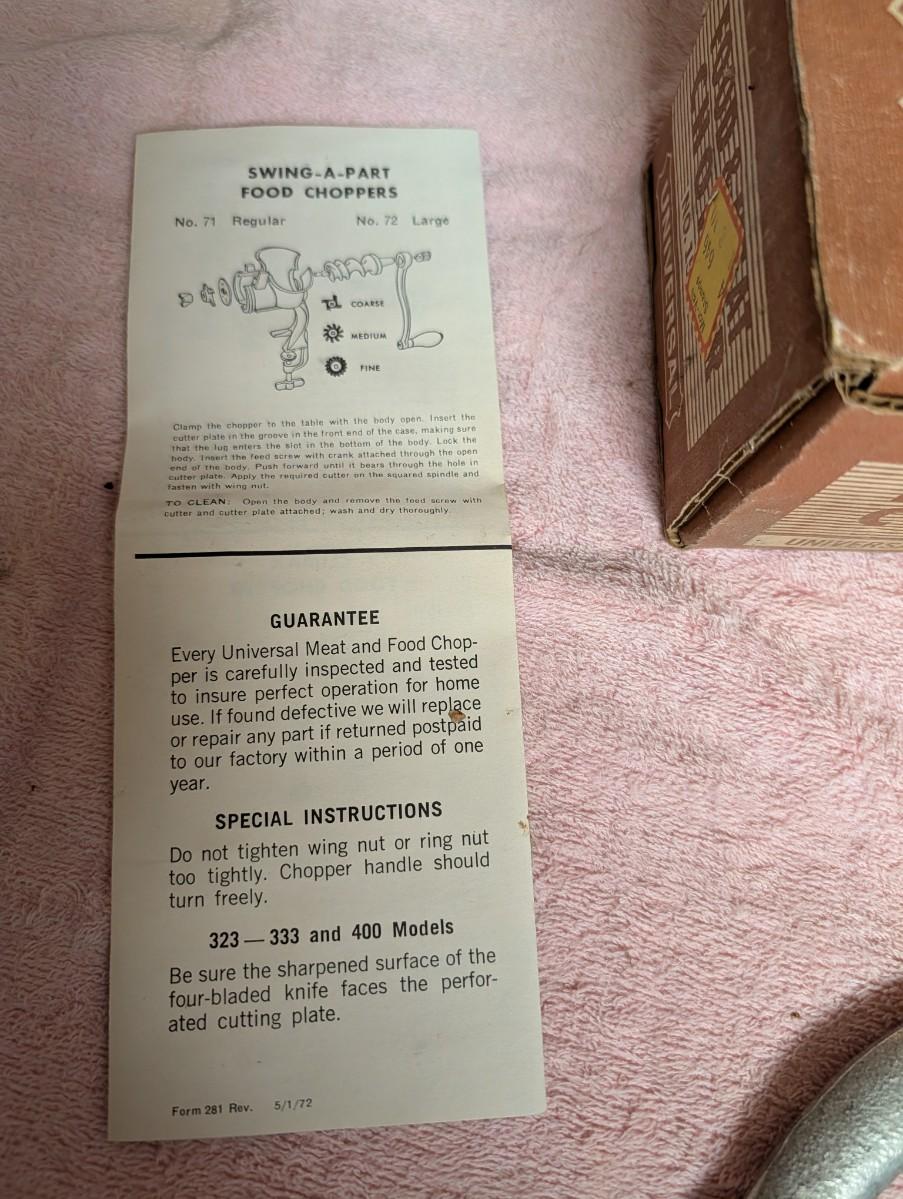 SWING-A-PART
FOOD CHOPPERS
No. 71 Regular No. 72 Large
COARSE
MEDIUM
FINE
Clamp the chopper to the table with the body open. Insert the
cutter plate in the groove in the front end of the case, making sure
that the lug enters the slot in the bottom of the body. Lock the
body. Insert the feed screw with crank attached through the open
end of the body. Push forward until it bears through the hole in
cutter plate. Apply the required cutter on the squared spindle and
fasten with wing nut.
TO CLEAN: Open the body and remove the feed screw with
cutter and cutter plate attached; wash and dry thoroughly.
GUARANTEE
Every Universal Meat and Food Chop-
per is carefully inspected and tested
to insure perfect operation for home
use. If found defective we will replace
or repair any part if returned postpaid
to our factory within a period of one
year.
SPECIAL INSTRUCTIONS
Do not tighten wing nut or ring nut
too tightly. Chopper handle should
turn freely.
323 — 333 and 400 Models
Be sure the sharpened surface of the
four-bladed knife faces the perfor-
ated cutting plate.
Form 281 Rev. 5/1/72
UNIVERSAL